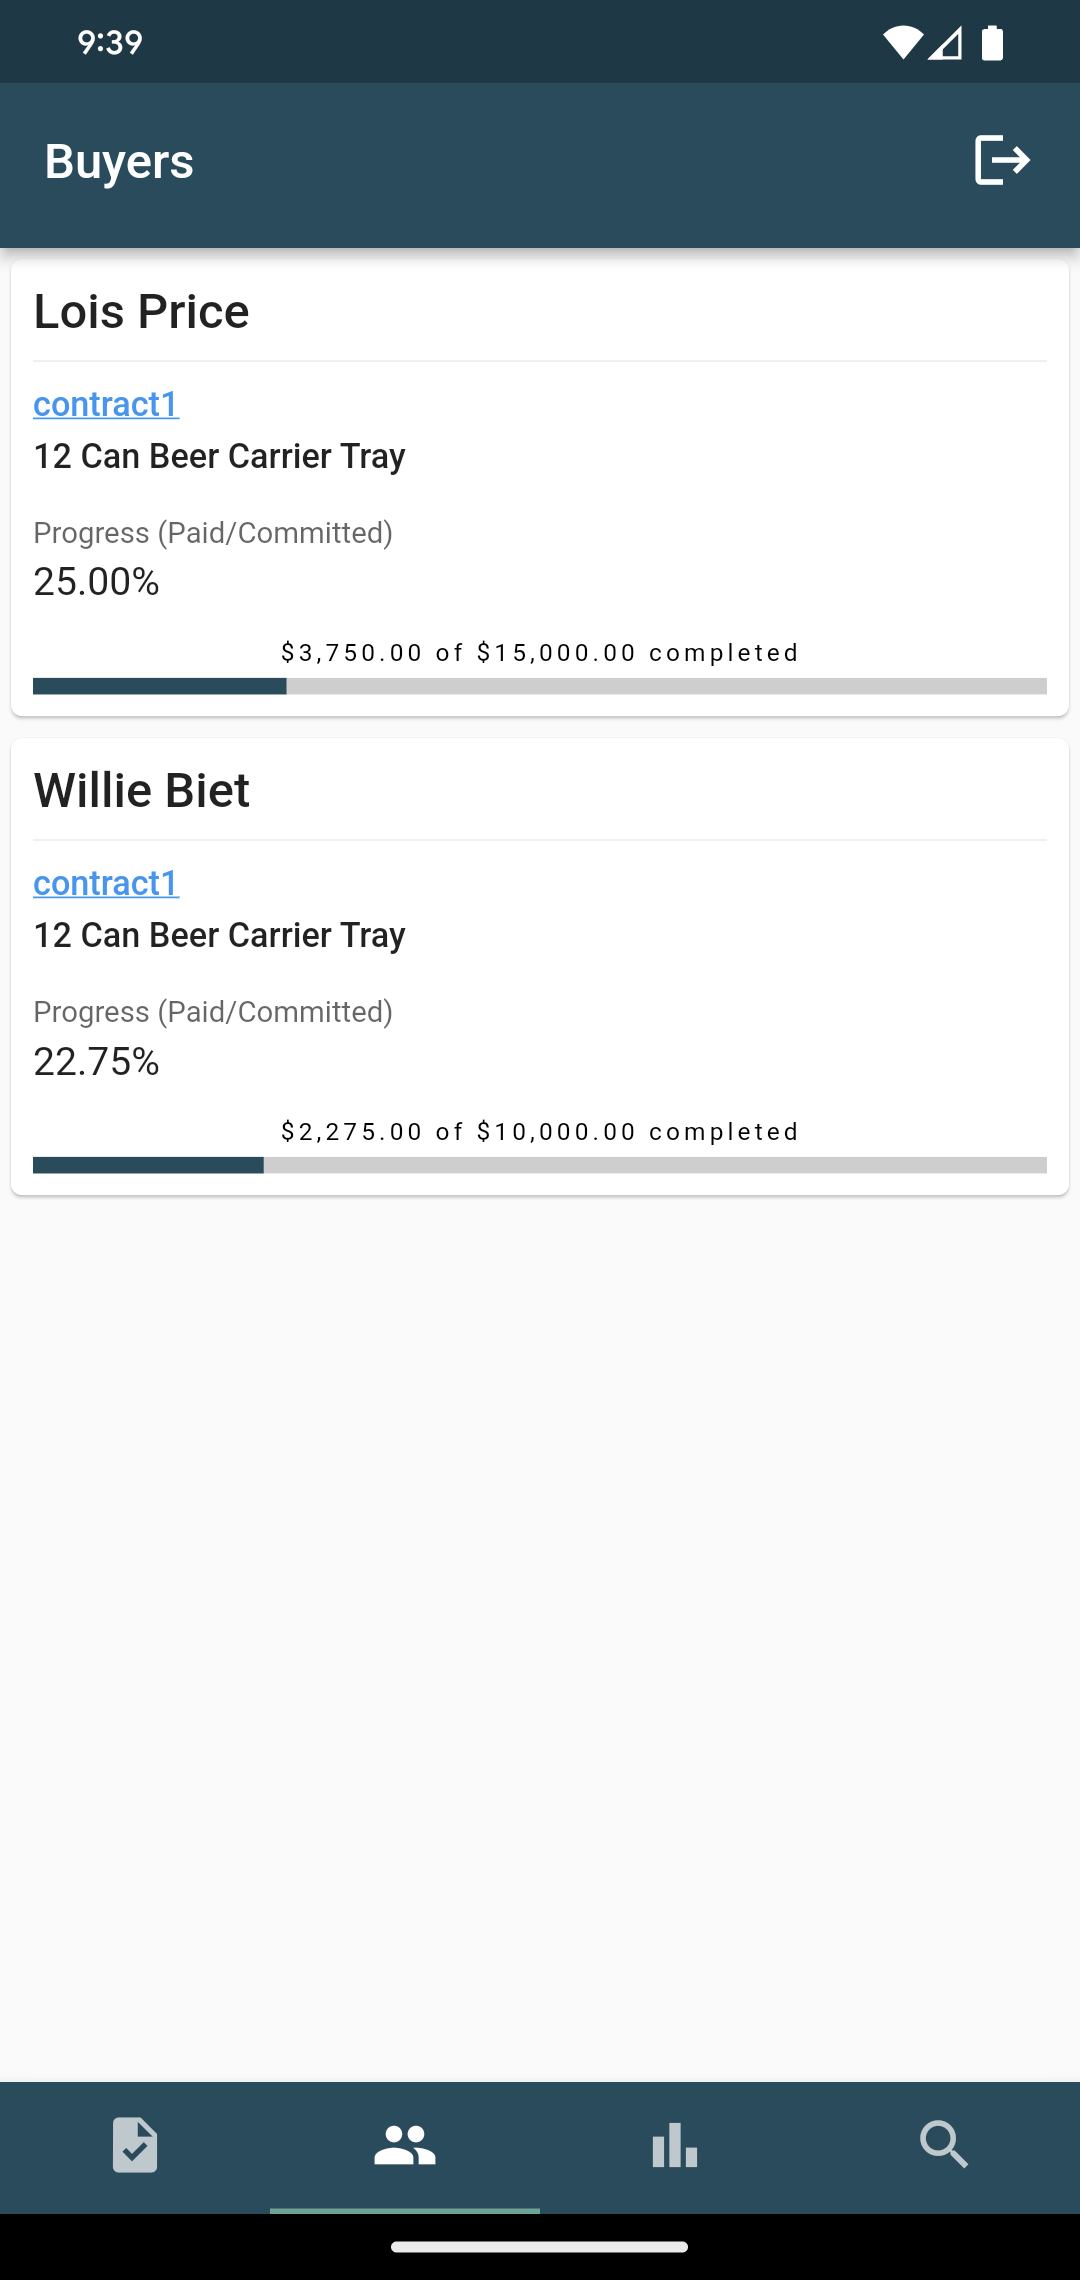 9:39
Buyers
Lois Price
contract1
12 Can Beer Carrier Tray
Progress (Paid/Committed)
25.00%
$3,750.00 of $15,000.00 completed
Willie Biet
contract1
12 Can Beer Carrier Tray
Progress (Paid/Committed)
22.75%
$2,275.00 of $10,000.00 completed